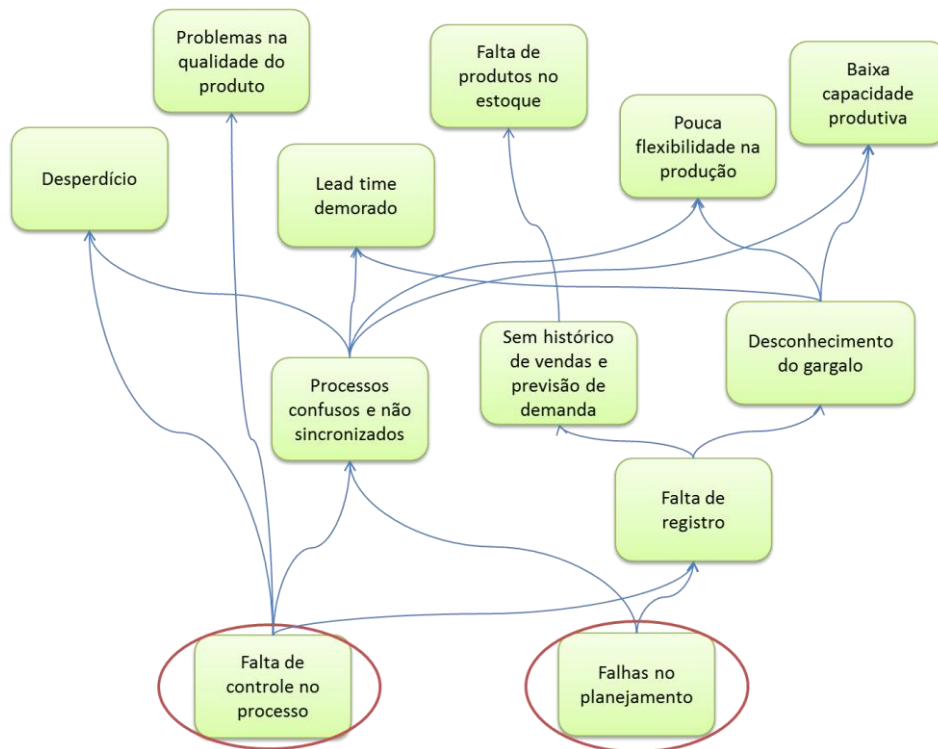 Problemas na
qualidade do
produto
Falta de
produtos no
estoque
Baixa
capacidade
produtiva
Pouca
flexibilidade na
produção
Desperdício
Lead time
demorado
Sem histórico
de vendas e
previsão de
demanda
Desconhecimento
do gargalo
Processos
confusos e não
sincronizados
Falta de
registro
Falta de
controle no
processo
Falhas no
planejamento